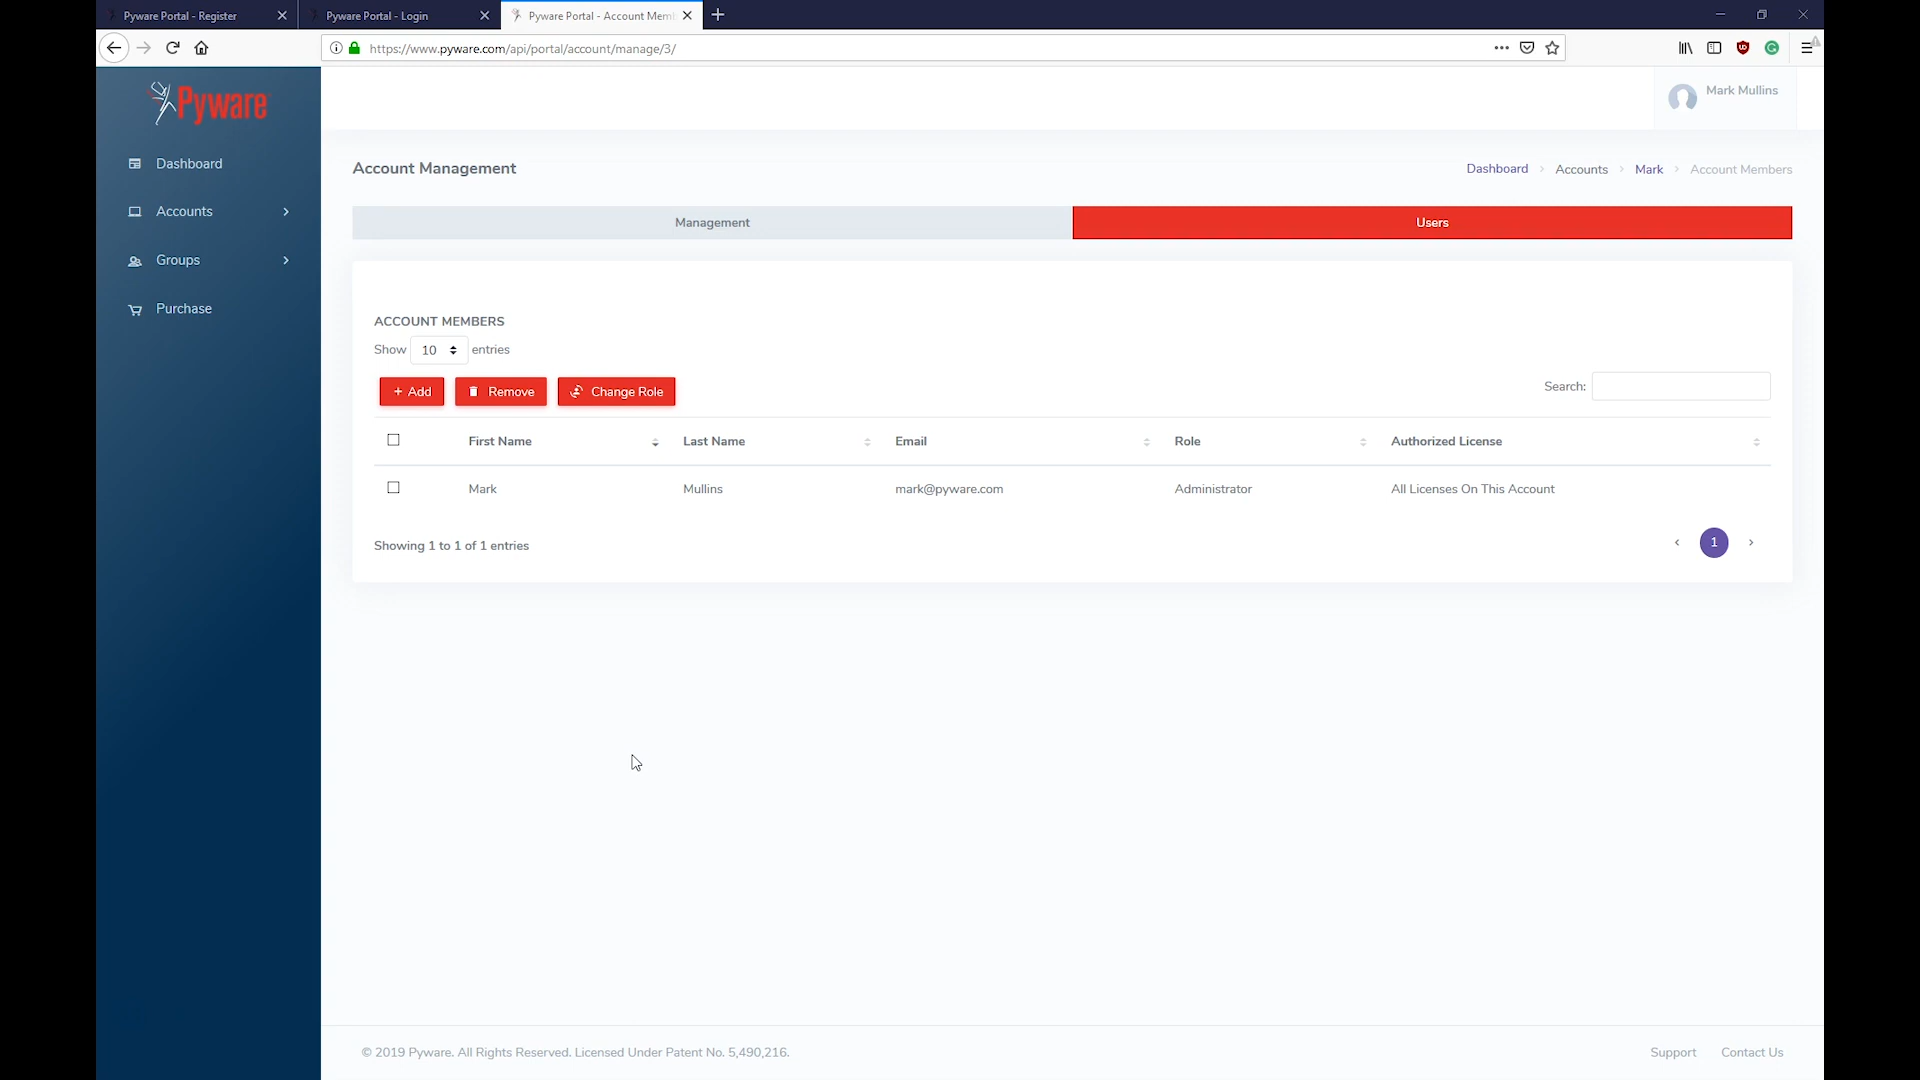 Pyware Portal - Register
Pyware Portal - Login
Pyware Portal - Account Memb
https://www.pyware.com/api/portal/account/manage/3/
Pyware
Mark Mullins
Dashboard
Accounts
Groups
Purchase
Account Management
Dashboard > Accounts > Mark > Account Members
Management
Users
ACCOUNT MEMBERS
Show 10 entries
+ Add Remove Change Role
Search:
First Name Last Name Email Role Authorized License
Mark Mullins mark@pyware.com Administrator All Licenses On This Account
Showing 1 to 1 of 1 entries
‹ 1 ›
© 2019 Pyware. All Rights Reserved. Licensed Under Patent No. 5,490,216.
Support Contact Us